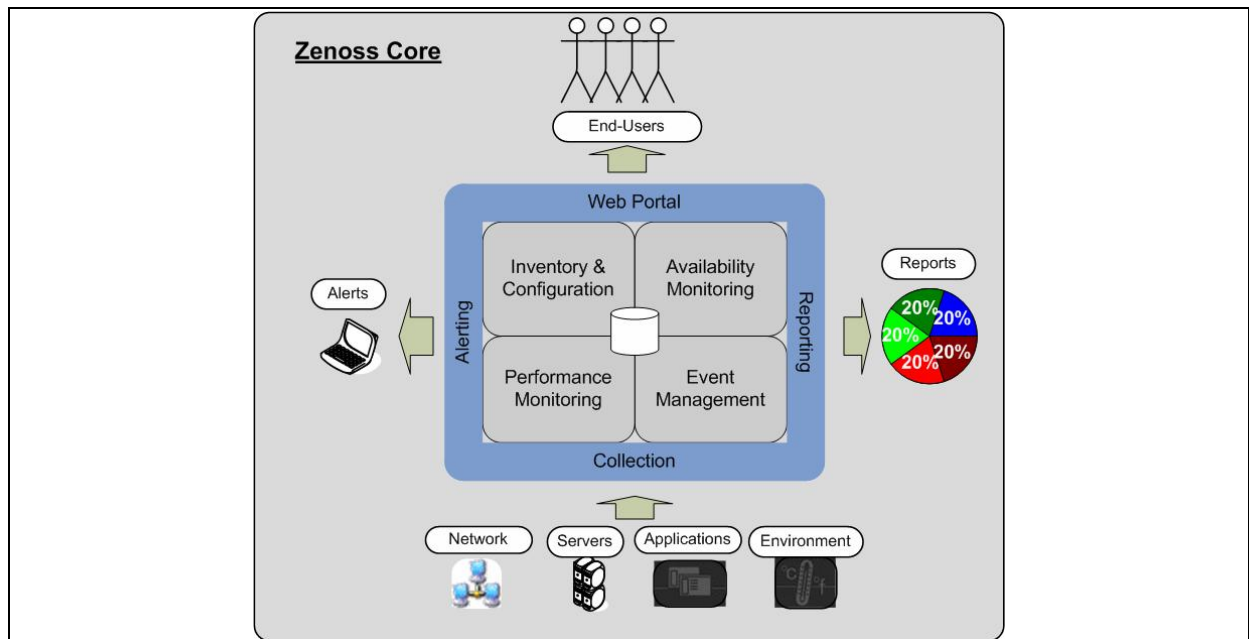 Zenoss Core
End-Users
Web Portal
Inventory &
Configuration
Availability
Monitoring
Alerts
Alerting
Reporting
Reports
20%
20%
20%
20%
20%
Performance
Monitoring
Event
Management
Collection
Network
Servers
Applications
Environment
°C
°f